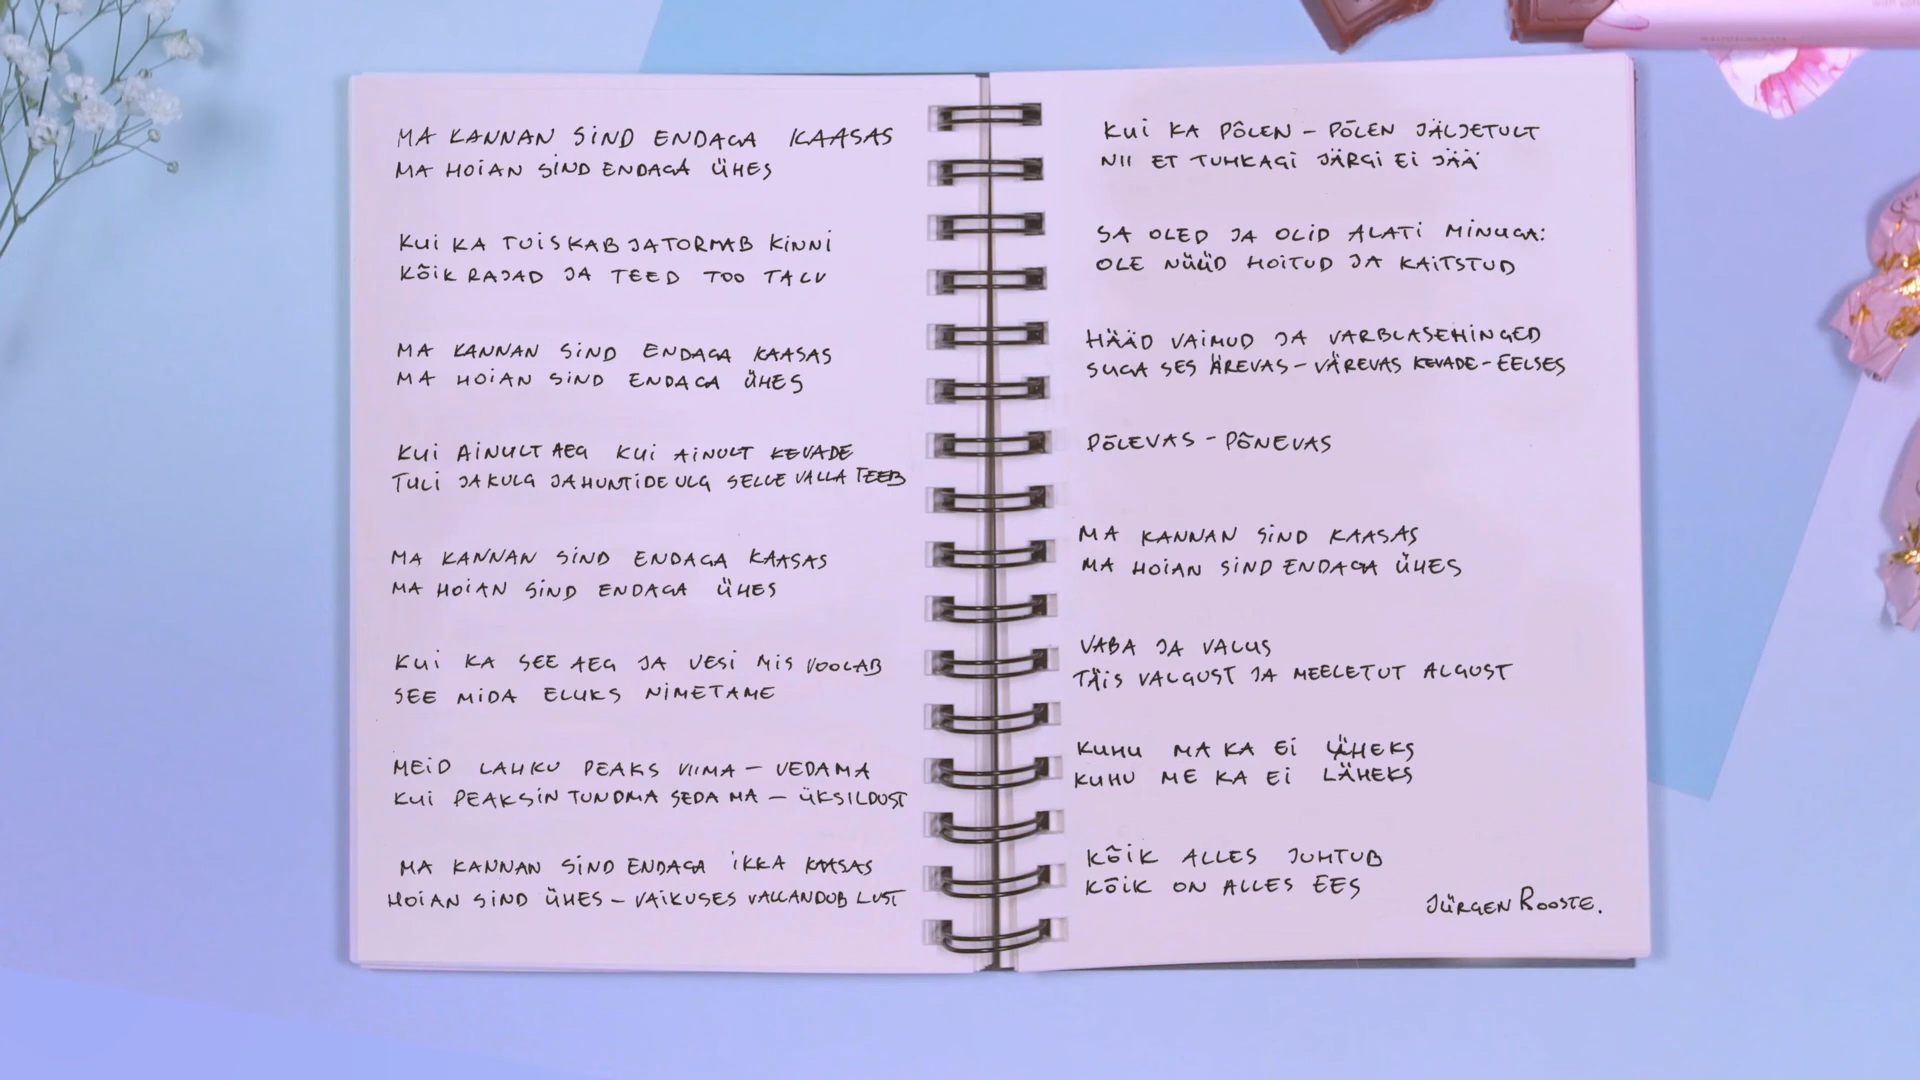 MA KANNAN SIND ENDAGA KAASAS
MA HOIAN SIND ENDAGA ÜHES
KUI KA TUISKAB JA TORMAB KINNI
KÕIK RAJAD JA TEED TOO TALV
MA KANNAN SIND ENDAGA KAASAS
MA HOIAN SIND ENDAGA ÜHES
KUI AINULT AEG KUI AINULT KEVADE
TULI JA KULG JA HUNTIDE ULG SELLE VALLA TEEB
MA KANNAN SIND ENDAGA KAASAS
MA HOIAN SIND ENDAGA ÜHES
KUI KA SEE AEG JA VESI MIS VOOLAB
SEE MIDA ELUKS NIMETAME
MEID LAHKU PEAKS VIIMA – VEDAMA
KUI PEAKSIN TUNDMA SEDA MA – ÜKSILDUST
MA KANNAN SIND ENDAGA IKKA KAASAS
HOIAN SIND ÜHES – VAIKUSES VALLANDUB LUST
KUI KA PÕLEN – PÕLEN JÄLJETULT
NII ET TUHKAGI JÄRGI EI JÄÄ
SA OLED JA OLID ALATI MINUGA:
OLE NÜÜD HOITUD JA KAITSTUD
HÄÄD VAIMUD JA VARBLASEHINGED
SUGA SES ÄREVAS – VÄREVAS KEVADE-EELSES
PÕLEVAS – PÕNEVAS
MA KANNAN SIND KAASAS
MA HOIAN SIND ENDAGA ÜHES
VABA JA VALUS
TÄIS VALGUST JA MEELETUT ALGUST
KUHU MA KA EI LÄHEKS
KUHU ME KA EI LÄHEKS
KÕIK ALLES JUHTUB
KÕIK ON ALLES EES
JÜRGEN ROOSTE.